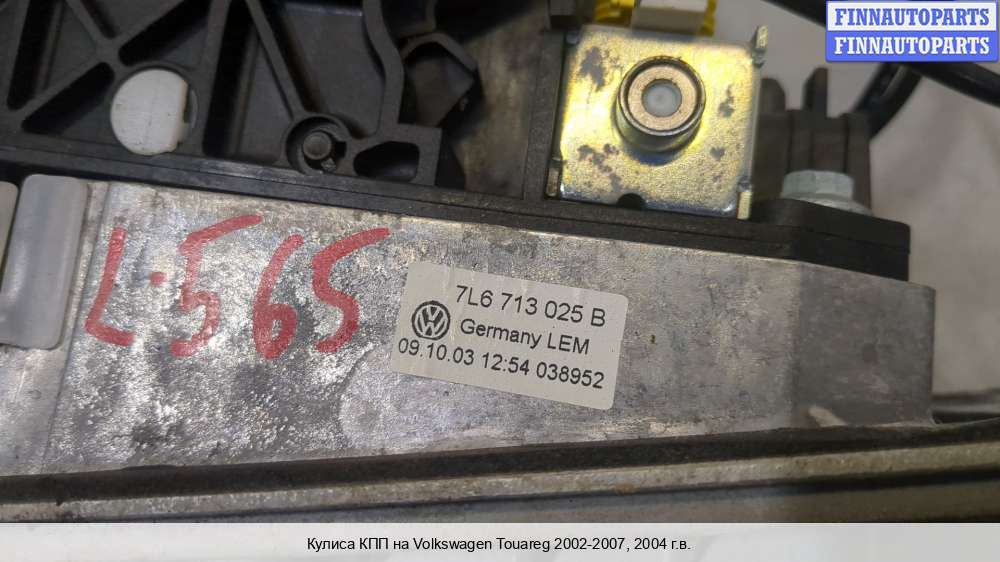 FINNAUTOPARTS
FINNAUTOPARTS
L-565
7L6 713 025 B
Germany LEM
09.10.03 12:54 038952
Кулиса КПП на Volkswagen Touareg 2002-2007, 2004 г.в.